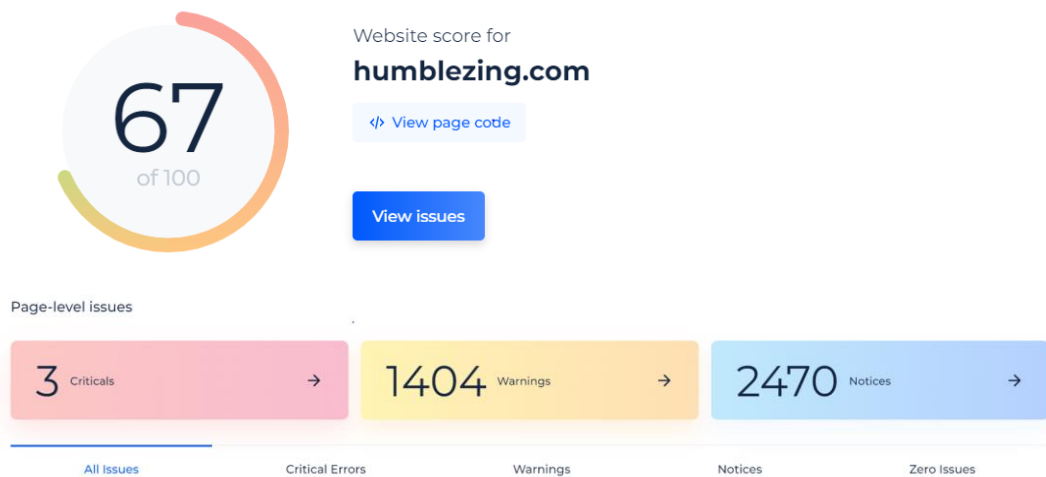 67
of 100
Website score for
humblezing.com
</> View page code
View issues
Page-level issues
3 Criticals →
1404 Warnings →
2470 Notices →
All Issues Critical Errors Warnings Notices Zero Issues